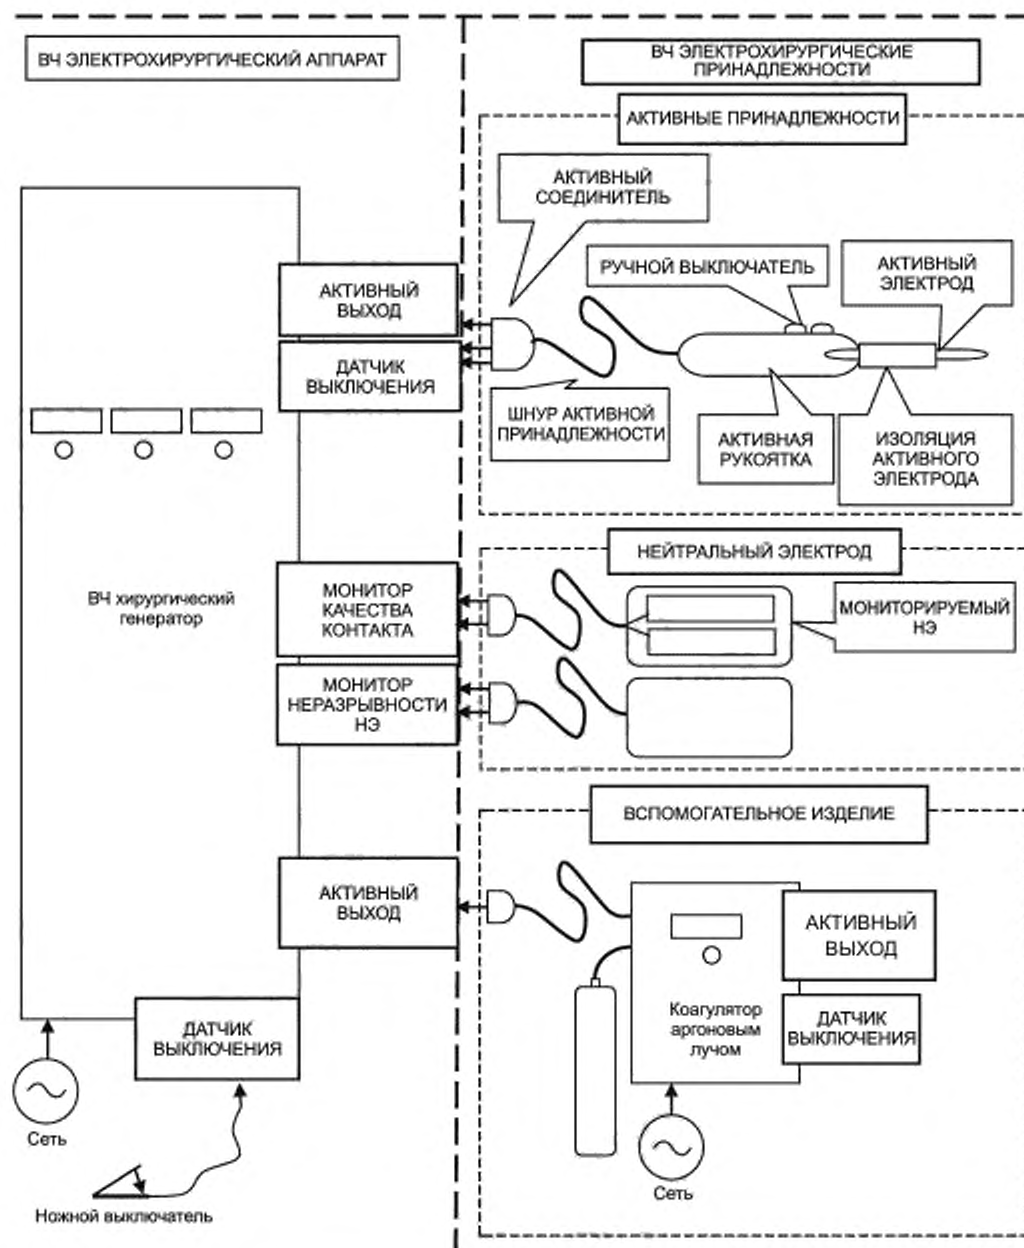 ВЧ ЭЛЕКТРОХИРУРГИЧЕСКИЙ АППАРАТ
ВЧ ЭЛЕКТРОХИРУРГИЧЕСКИЕ
ПРИНАДЛЕЖНОСТИ
АКТИВНЫЕ ПРИНАДЛЕЖНОСТИ
АКТИВНЫЙ
СОЕДИНИТЕЛЬ
РУЧНОЙ ВЫКЛЮЧАТЕЛЬ
АКТИВНЫЙ
ЭЛЕКТРОД
АКТИВНЫЙ
ВЫХОД
ДАТЧИК
ВЫКЛЮЧЕНИЯ
ШНУР АКТИВНОЙ
ПРИНАДЛЕЖНОСТИ
АКТИВНАЯ
РУКОЯТКА
ИЗОЛЯЦИЯ
АКТИВНОГО
ЭЛЕКТРОДА
НЕЙТРАЛЬНЫЙ ЭЛЕКТРОД
ВЧ хирургический
генератор
МОНИТОР
КАЧЕСТВА
КОНТАКТА
МОНИТОРИРУЕМЫЙ
НЭ
МОНИТОР
НЕРАЗРЫВНОСТИ
НЭ
ВСПОМОГАТЕЛЬНОЕ ИЗДЕЛИЕ
АКТИВНЫЙ
ВЫХОД
АКТИВНЫЙ
ВЫХОД
Коагулятор
аргоновым
лучом
ДАТЧИК
ВЫКЛЮЧЕНИЯ
ДАТЧИК
ВЫКЛЮЧЕНИЯ
Сеть
Сеть
Ножной выключатель